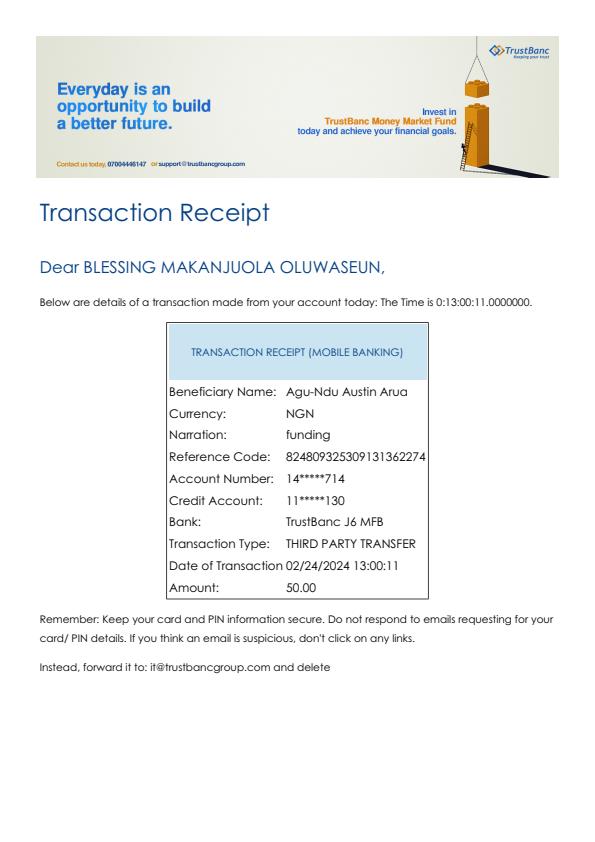 TrustBanc
Keeping your trust
Everyday is an
opportunity to build
a better future.
Invest in
TrustBanc Money Market Fund
today and achieve your financial goals.
Contact us today, 07004446147 or support@trustbancgroup.com
Transaction Receipt
Dear BLESSING MAKANJUOLA OLUWASEUN,
Below are details of a transaction made from your account today: The Time is 0:13:00:11.0000000.
TRANSACTION RECEIPT (MOBILE BANKING)
Beneficiary Name: Agu-Ndu Austin Arua
Currency: NGN
Narration: funding
Reference Code: 824809325309131362274
Account Number: 14*****714
Credit Account: 11*****130
Bank: TrustBanc J6 MFB
Transaction Type: THIRD PARTY TRANSFER
Date of Transaction 02/24/2024 13:00:11
Amount: 50.00
Remember: Keep your card and PIN information secure. Do not respond to emails requesting for your
card/ PIN details. If you think an email is suspicious, don't click on any links.
Instead, forward it to: it@trustbancgroup.com and delete